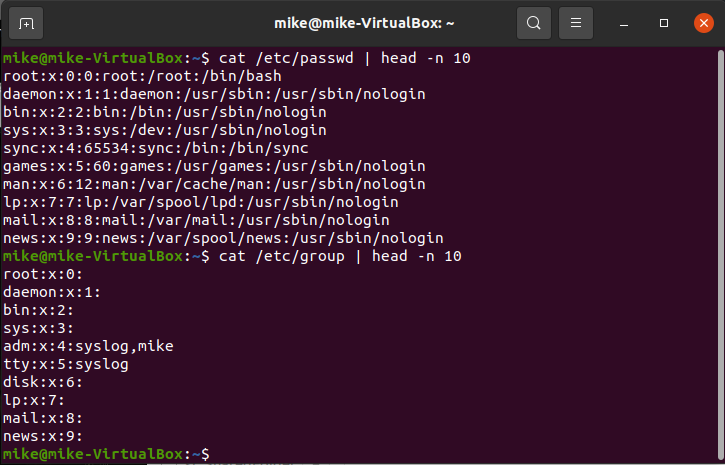 mike@mike-VirtualBox: ~
mike@mike-VirtualBox:~$ cat /etc/passwd | head -n 10
root:x:0:0:root:/root:/bin/bash
daemon:x:1:1:daemon:/usr/sbin:/usr/sbin/nologin
bin:x:2:2:bin:/bin:/usr/sbin/nologin
sys:x:3:3:sys:/dev:/usr/sbin/nologin
sync:x:4:65534:sync:/bin:/bin/sync
games:x:5:60:games:/usr/games:/usr/sbin/nologin
man:x:6:12:man:/var/cache/man:/usr/sbin/nologin
lp:x:7:7:lp:/var/spool/lpd:/usr/sbin/nologin
mail:x:8:8:mail:/var/mail:/usr/sbin/nologin
news:x:9:9:news:/var/spool/news:/usr/sbin/nologin
mike@mike-VirtualBox:~$ cat /etc/group | head -n 10
root:x:0:
daemon:x:1:
bin:x:2:
sys:x:3:
adm:x:4:syslog,mike
tty:x:5:syslog
disk:x:6:
lp:x:7:
mail:x:8:
news:x:9:
mike@mike-VirtualBox:~$